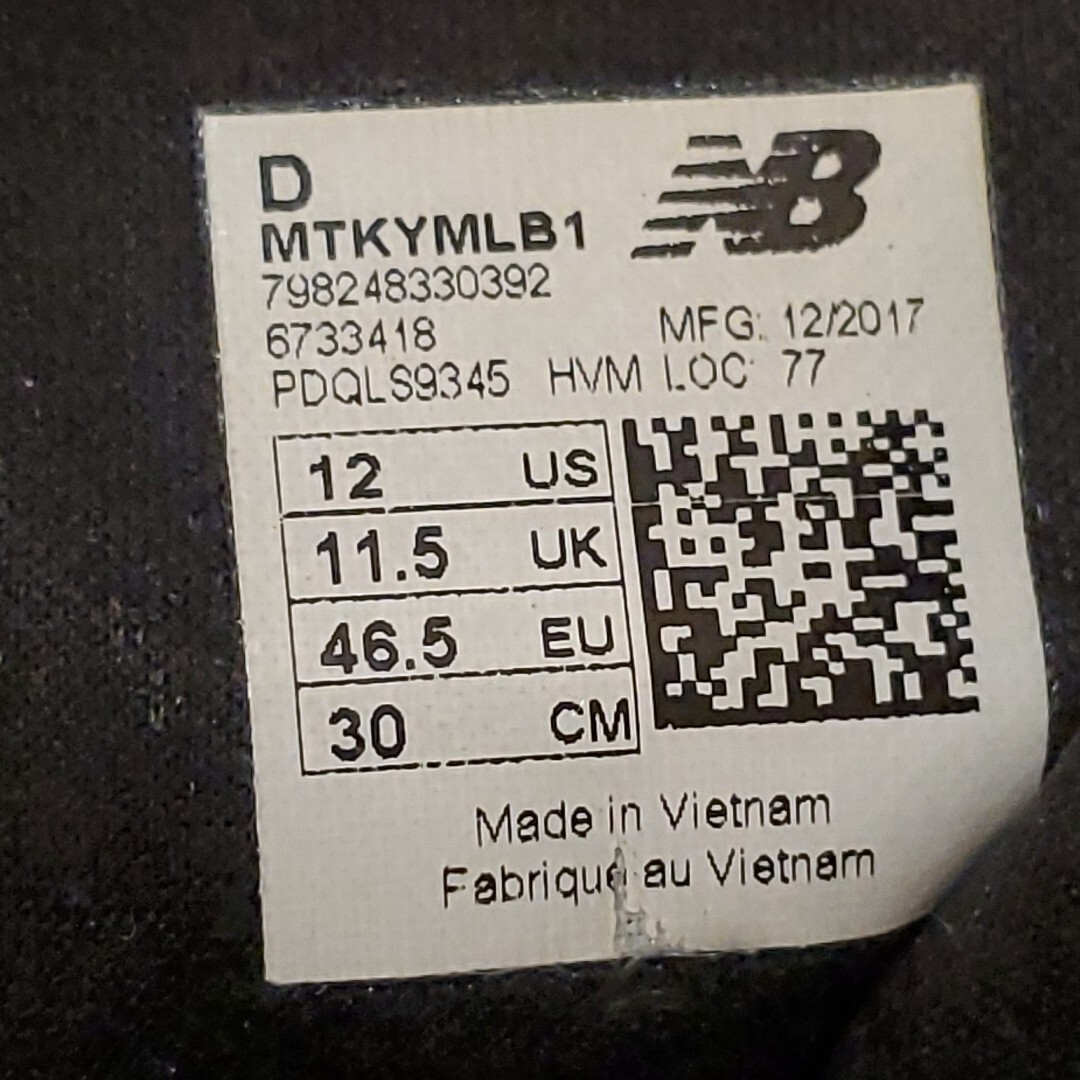 D
NB
MTKYMLB1
798248330392
6733418 MFG: 12/2017
PDQLS9345 HVM LOC: 77
12 US
11.5 UK
46.5 EU
30 CM
Made in Vietnam
Fabriqué au Vietnam